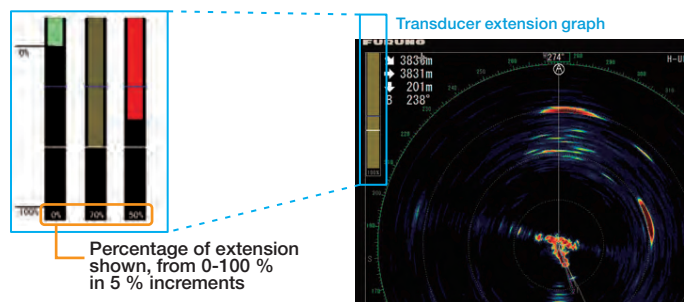 Transducer extension graph
FURUNO
0%
100%
0%
70%
50%
Percentage of extension
shown, from 0-100 %
in 5 % increments
3830m
3831m
201m
B 238°
274°
H-U
100%